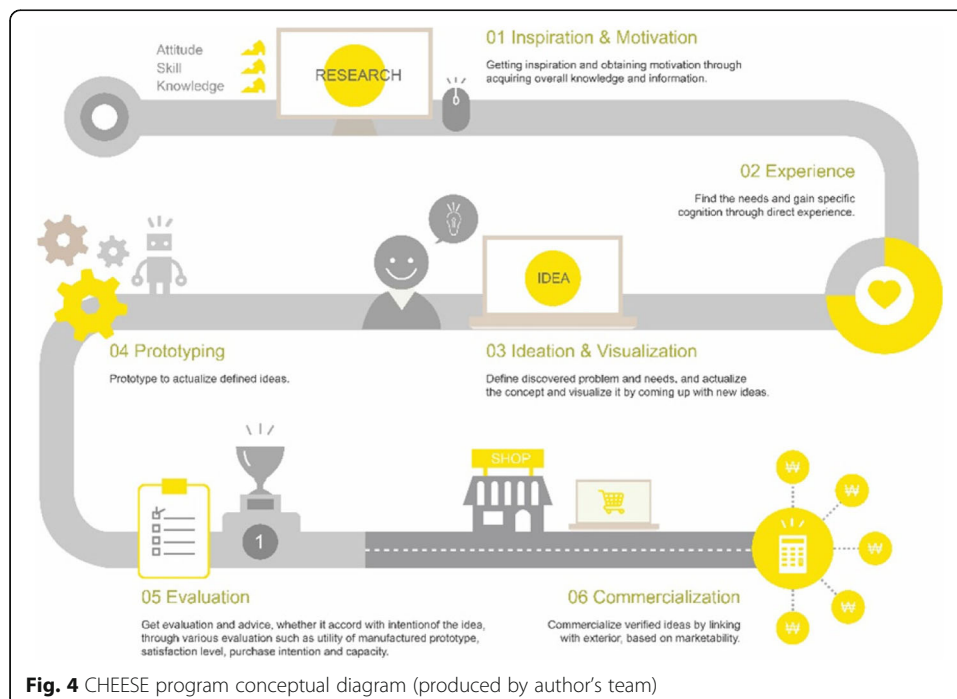 Attitude
Skill
Knowledge
RESEARCH
01 Inspiration & Motivation
Getting inspiration and obtaining motivation through
acquiring overall knowledge and information.
02 Experience
Find the needs and gain specific
cognition through direct experience.
IDEA
04 Prototyping
Prototype to actualize defined ideas.
03 Ideation & Visualization
Define discovered problem and needs, and actualize
the concept and visualize it by coming up with new ideas.
SHOP
1
₩
₩
₩
₩
₩
05 Evaluation
Get evaluation and advice, whether it accord with intentionof the idea,
through various evaluation such as utility of manufactured prototype,
satisfaction level, purchase intention and capacity.
06 Commercialization
Commercialize verified ideas by linking
with exterior, based on marketability.
Fig. 4 CHEESE program conceptual diagram (produced by author's team)